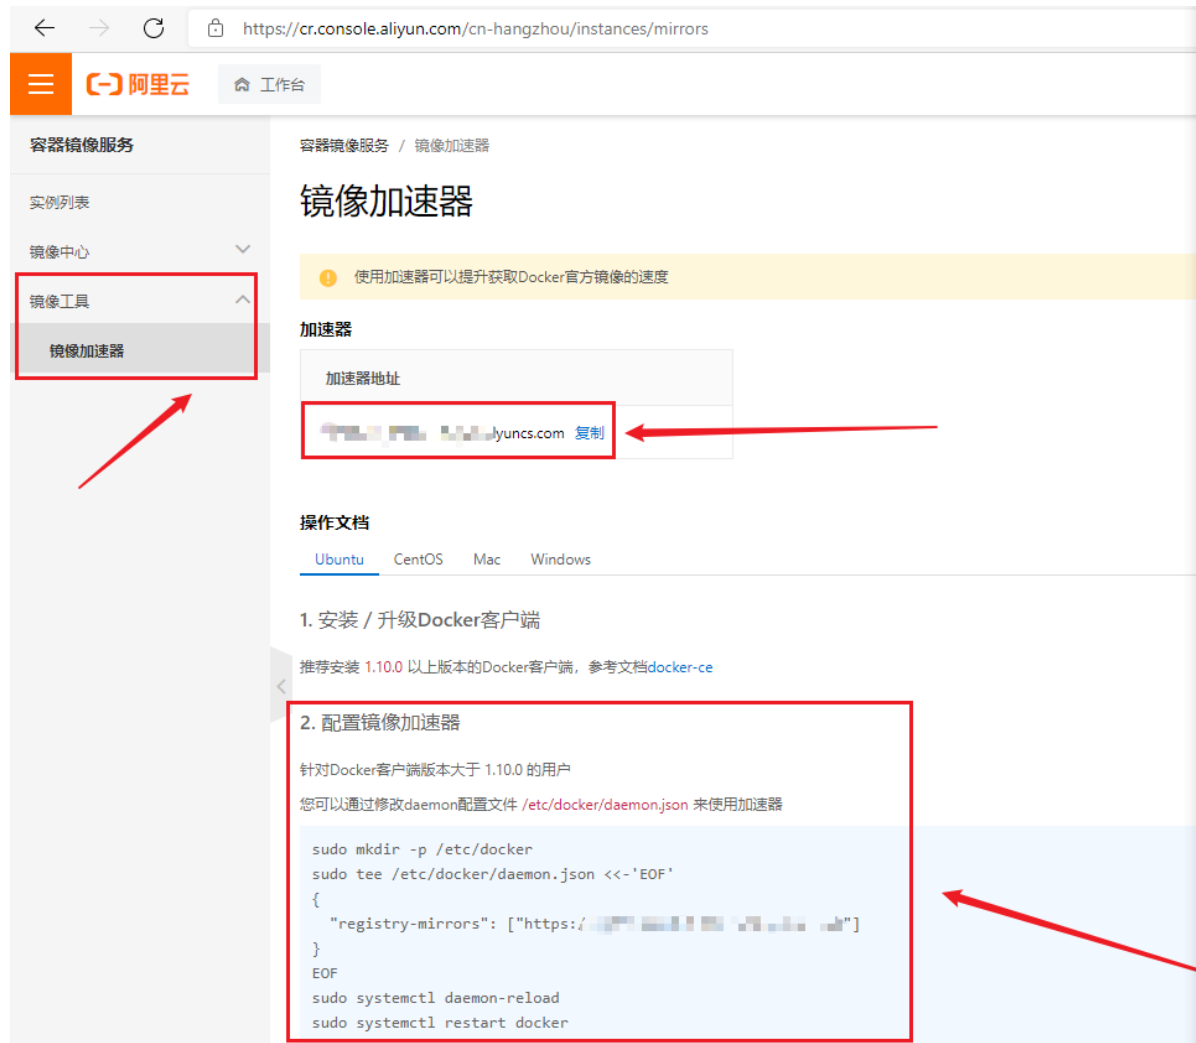 https://cr.console.aliyun.com/cn-hangzhou/instances/mirrors
阿里云
工作台
容器镜像服务
实例列表
镜像中心
镜像工具
镜像加速器
容器镜像服务 / 镜像加速器
镜像加速器
使用加速器可以提升获取Docker官方镜像的速度
加速器
加速器地址
lyuncs.com 复制
操作文档
Ubuntu CentOS Mac Windows
1. 安装 / 升级Docker客户端
推荐安装 1.10.0 以上版本的Docker客户端，参考文档docker-ce
2. 配置镜像加速器
针对Docker客户端版本大于 1.10.0 的用户
您可以通过修改daemon配置文件 /etc/docker/daemon.json 来使用加速器
sudo mkdir -p /etc/docker
sudo tee /etc/docker/daemon.json <<-'EOF'
{
"registry-mirrors": ["https:/ "]
}
EOF
sudo systemctl daemon-reload
sudo systemctl restart docker